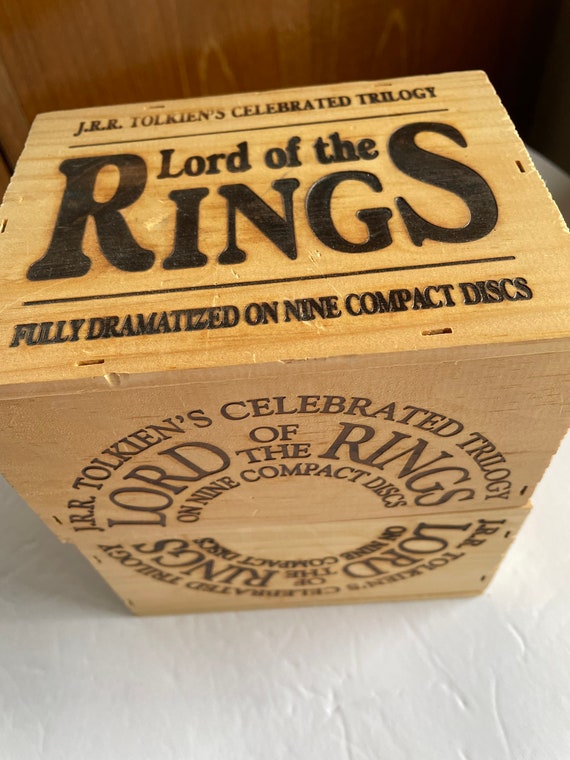 J.R.R. TOLKIEN'S CELEBRATED TRILOGY
Lord of the
RINGS
FULLY DRAMATIZED ON NINE COMPACT DISCS
J.R.R. TOLKIEN'S CELEBRATED TRILOGY
LORD OF THE RINGS
ON NINE COMPACT DISCS
J.R.R. TOLKIEN'S CELEBRATED TRILOGY
LORD OF THE RINGS
ON NINE COMPACT DISCS